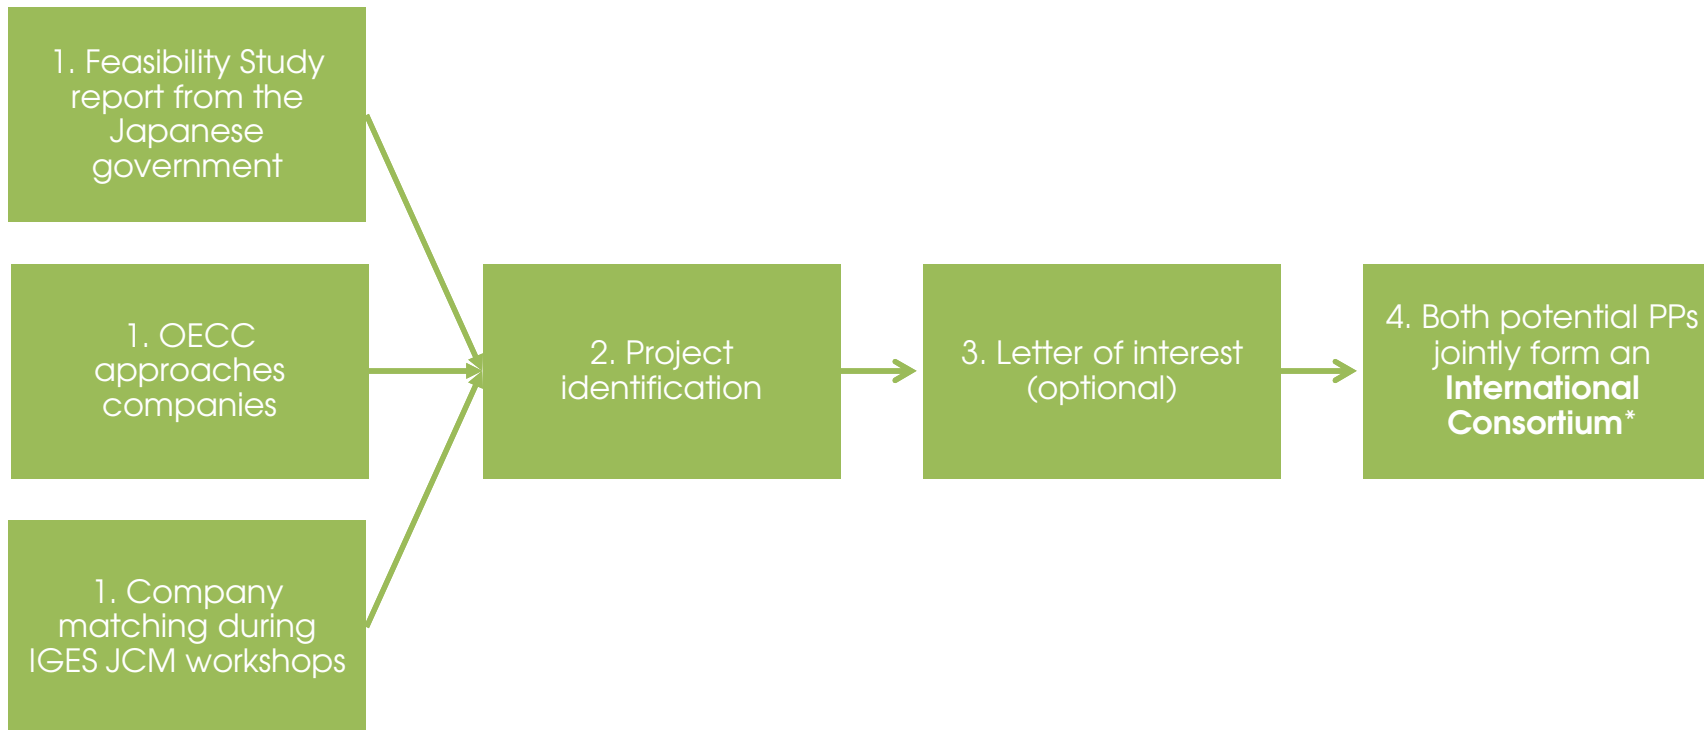 1. Feasibility Study
report from the
Japanese
government
1. OECC
approaches
companies
1. Company
matching during
IGES JCM workshops
2. Project
identification
3. Letter of interest
(optional)
4. Both potential PPs
jointly form an
International
Consortium*